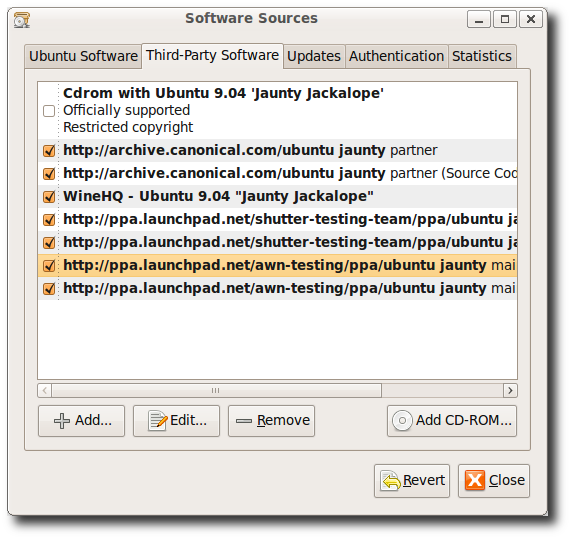 Software Sources
Ubuntu Software Third-Party Software Updates Authentication Statistics
Cdrom with Ubuntu 9.04 'Jaunty Jackalope'
Officially supported
Restricted copyright
http://archive.canonical.com/ubuntu jaunty partner
http://archive.canonical.com/ubuntu jaunty partner (Source Cod
WineHQ - Ubuntu 9.04 "Jaunty Jackalope"
http://ppa.launchpad.net/shutter-testing-team/ppa/ubuntu ja
http://ppa.launchpad.net/shutter-testing-team/ppa/ubuntu ja
http://ppa.launchpad.net/awn-testing/ppa/ubuntu jaunty mai
http://ppa.launchpad.net/awn-testing/ppa/ubuntu jaunty mai
Add... Edit... Remove Add CD-ROM...
Revert Close